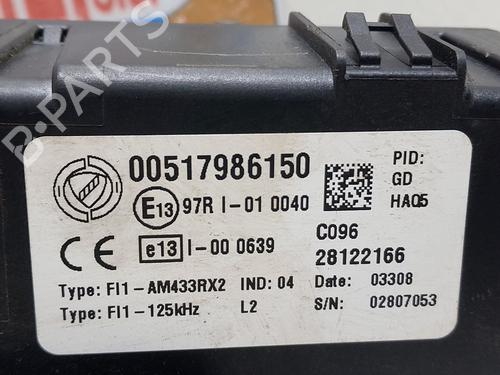 00517986150
PID:
GD
HA05
E13 97R I-01 0040
CE e13 I-00 0639
C096
28122166
Type: FI1-AM433RX2 IND: 04 Date: 03308
Type: FI1-125kHz L2 S/N: 02807053
B-PARTS